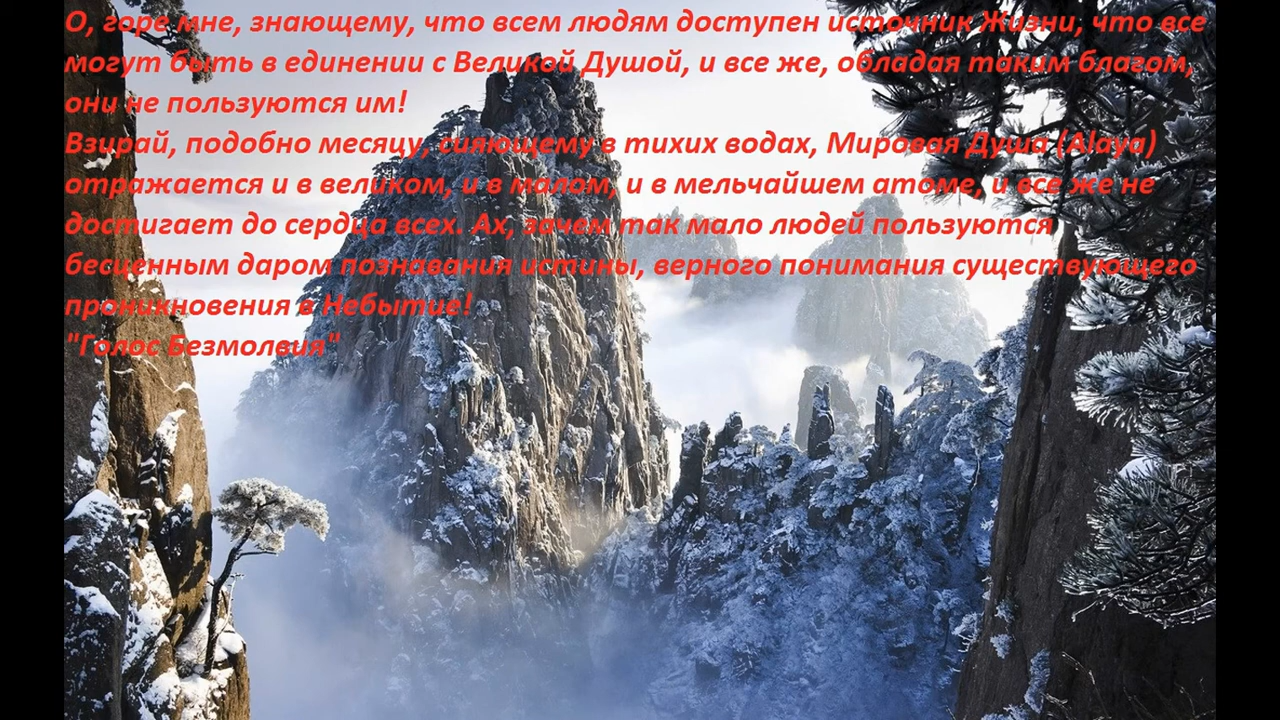 О, горе мне, знающему, что всем людям доступен источник Жизни, что все
могут быть в единении с Великой Душой, и все же, обладая таким благом,
они не пользуются им!
Взирай, подобно месяцу, сияющему в тихих водах, Мировая Душа (Alaya)
отражается и в великом, и в малом, и в мельчайшем атоме, и все же не
достигает до сердца всех. Ах, зачем так мало людей пользуются
бесценным даром познавания истины, верного понимания существующего
проникновения в Небытие!
"Голос Безмолвия"